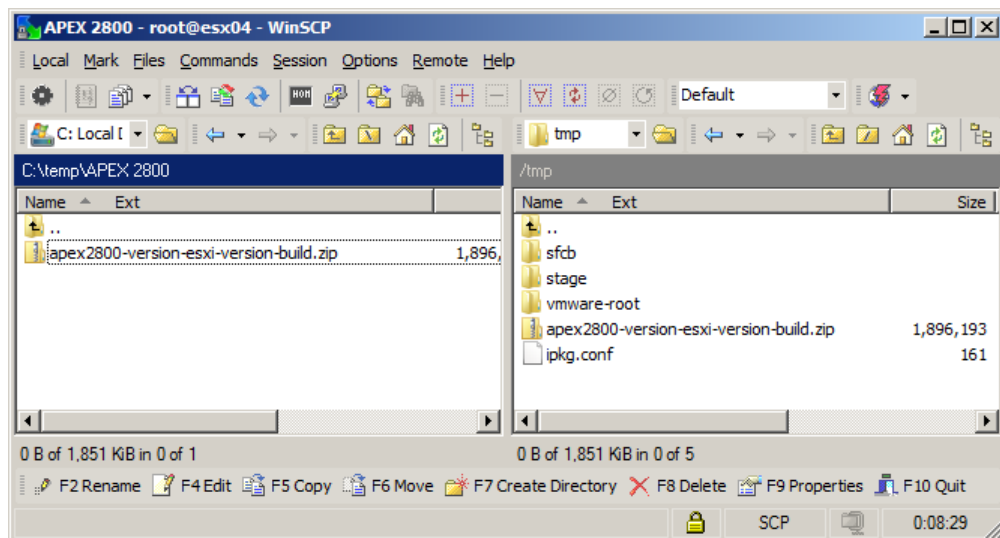 APEX 2800 - root@esx04 - WinSCP
Local Mark Files Commands Session Options Remote Help
Default
C: Local
tmp
C:\temp\APEX 2800
/tmp
Name Ext
Name Ext Size
..
..
apex2800-version-esxi-version-build.zip 1,896,
sfcb
stage
vmware-root
apex2800-version-esxi-version-build.zip 1,896,193
ipkg.conf 161
0 B of 1,851 KiB in 0 of 1
0 B of 1,851 KiB in 0 of 5
F2 Rename F4 Edit F5 Copy F6 Move F7 Create Directory F8 Delete F9 Properties F10 Quit
SCP 0:08:29